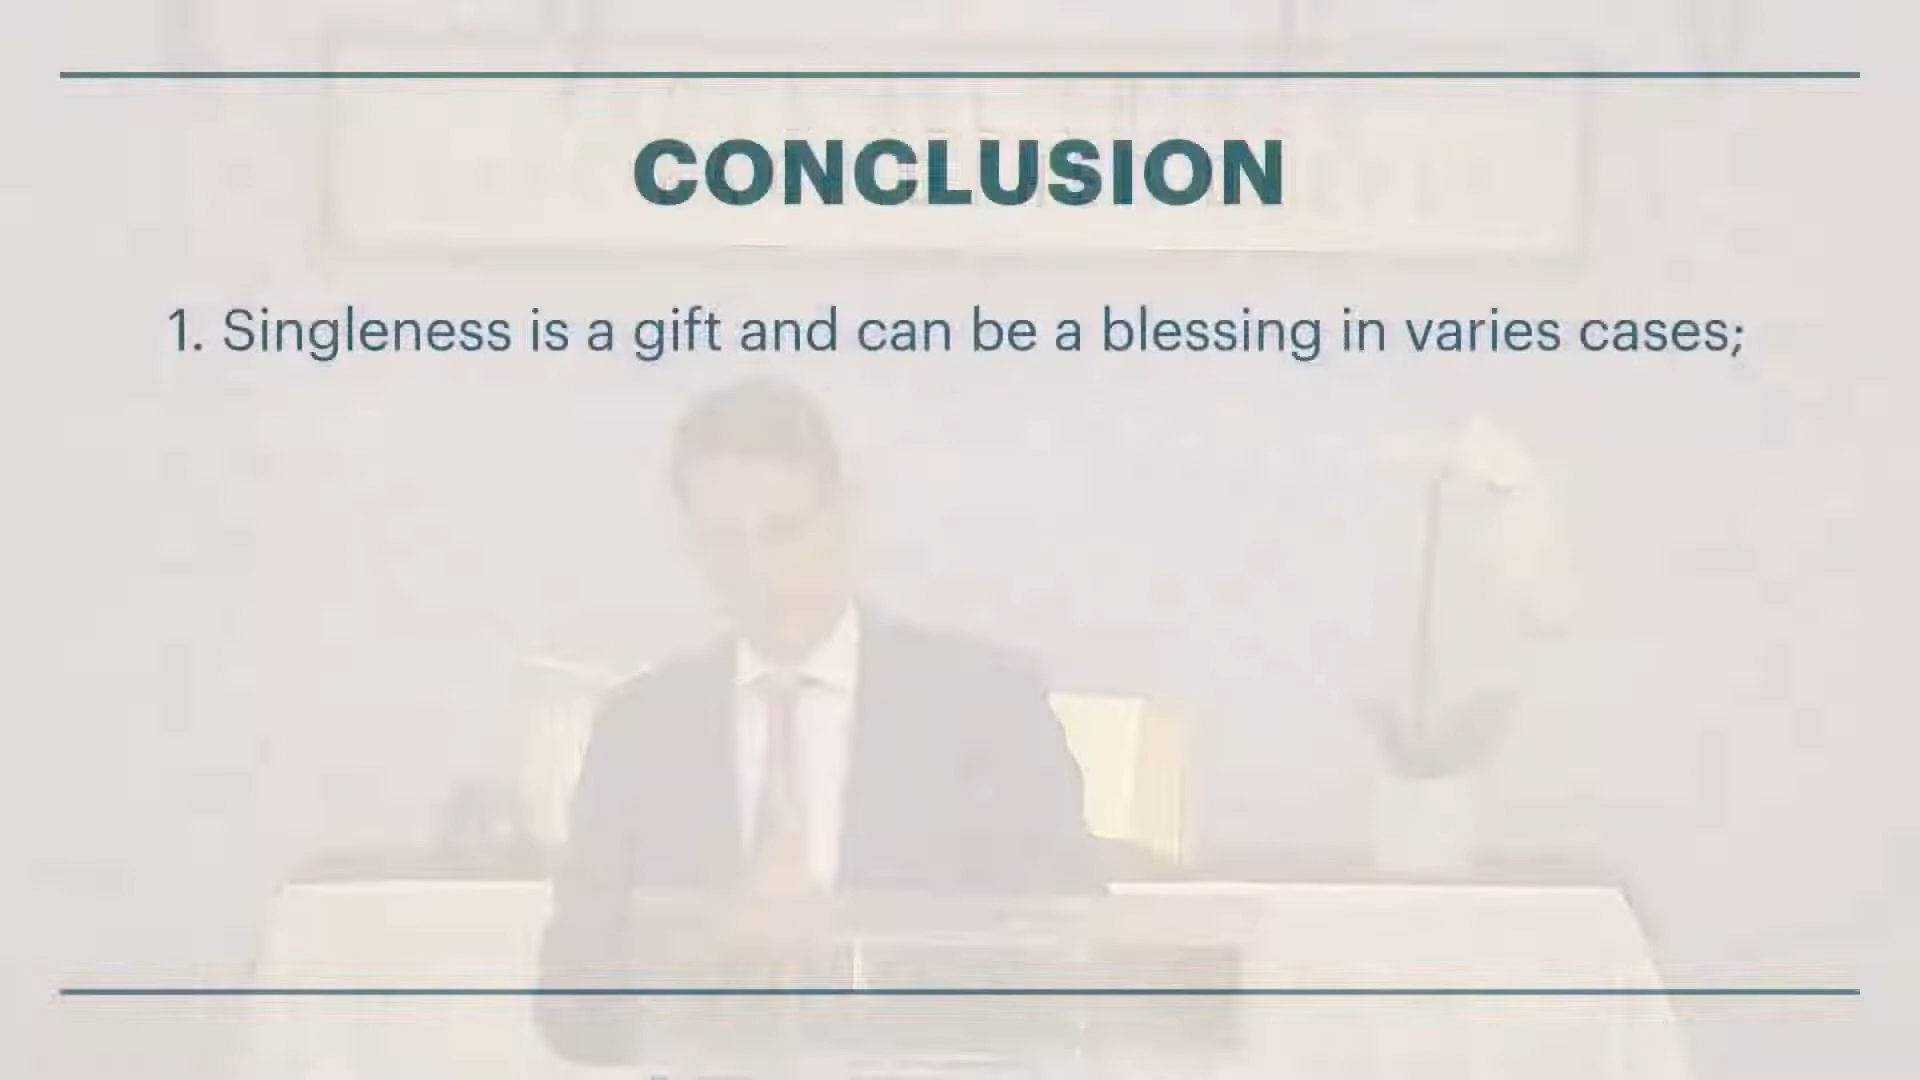 CONCLUSION
1. Singleness is a gift and can be a blessing in varies cases;